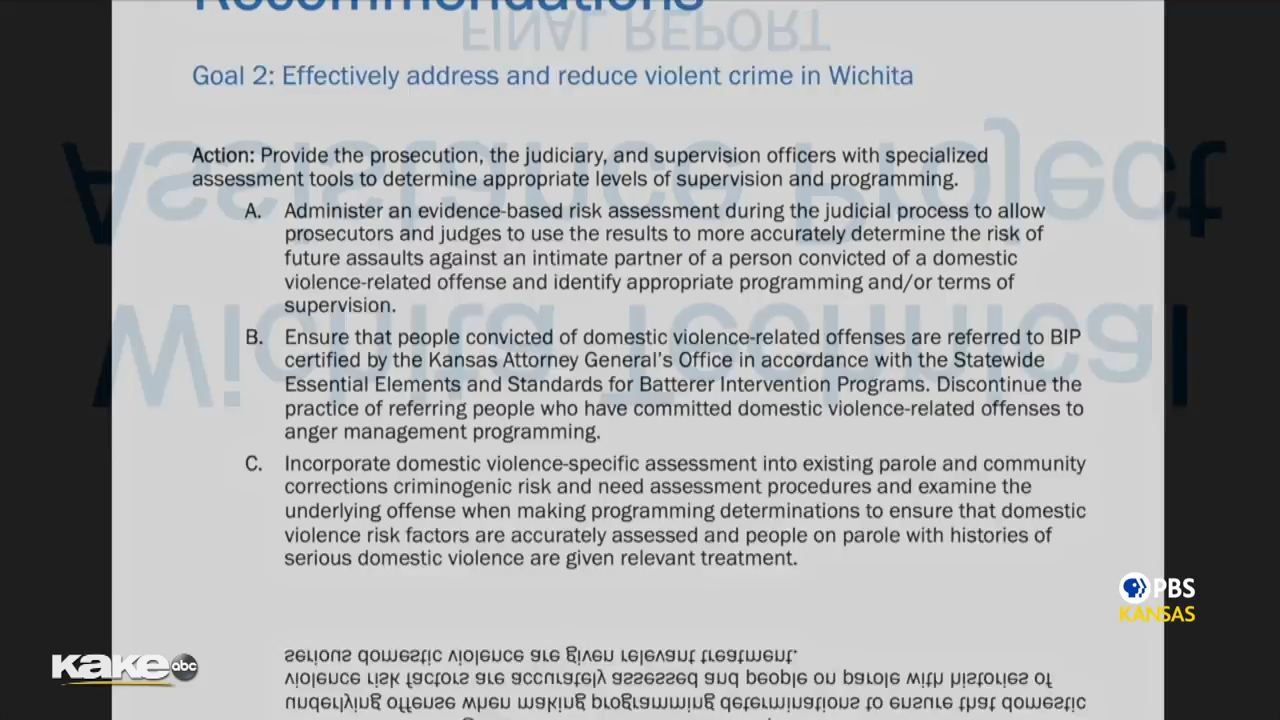 Recommendations
FINAL REPORT
Goal 2: Effectively address and reduce violent crime in Wichita
Assistance Project
Action: Provide the prosecution, the judiciary, and supervision officers with specialized
assessment tools to determine appropriate levels of supervision and programming.
A. Administer an evidence-based risk assessment during the judicial process to allow
prosecutors and judges to use the results to more accurately determine the risk of
future assaults against an intimate partner of a person convicted of a domestic
violence-related offense and identify appropriate programming and/or terms of
supervision.
Wichita Technical
B. Ensure that people convicted of domestic violence-related offenses are referred to BIP
certified by the Kansas Attorney General's Office in accordance with the Statewide
Essential Elements and Standards for Batterer Intervention Programs. Discontinue the
practice of referring people who have committed domestic violence-related offenses to
anger management programming.
C. Incorporate domestic violence-specific assessment into existing parole and community
corrections criminogenic risk and need assessment procedures and examine the
underlying offense when making programming determinations to ensure that domestic
violence risk factors are accurately assessed and people on parole with histories of
serious domestic violence are given relevant treatment.
PBS
KANSAS
KAKE abc
serious domestic violence are given relevant treatment.
violence risk factors are accurately assessed and people on parole with histories of
underlying offense when making programming determinations to ensure that domestic